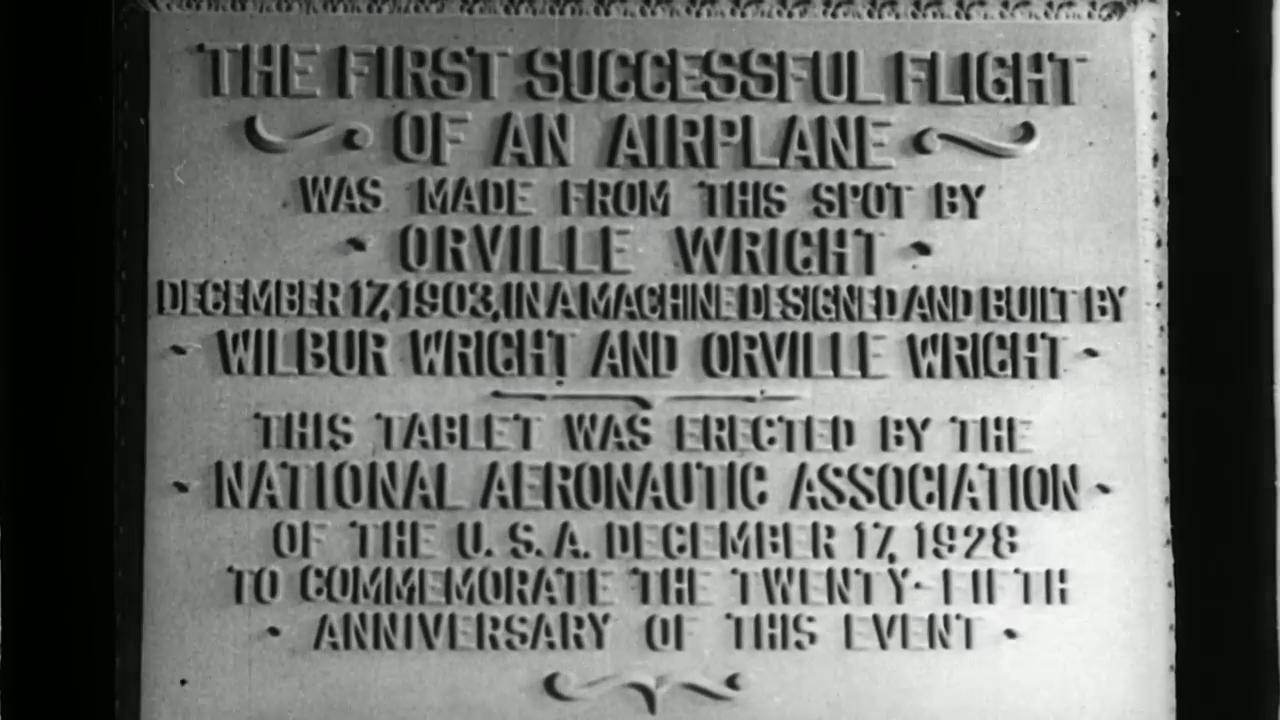 THE FIRST SUCCESSFUL FLIGHT
OF AN AIRPLANE
WAS MADE FROM THIS SPOT BY
ORVILLE WRIGHT
DECEMBER 17, 1903, IN A MACHINE DESIGNED AND BUILT BY
WILBUR WRIGHT AND ORVILLE WRIGHT
THIS TABLET WAS ERECTED BY THE
NATIONAL AERONAUTIC ASSOCIATION
OF THE U. S. A. DECEMBER 17, 1928
TO COMMEMORATE THE TWENTY-FIFTH
ANNIVERSARY OF THIS EVENT